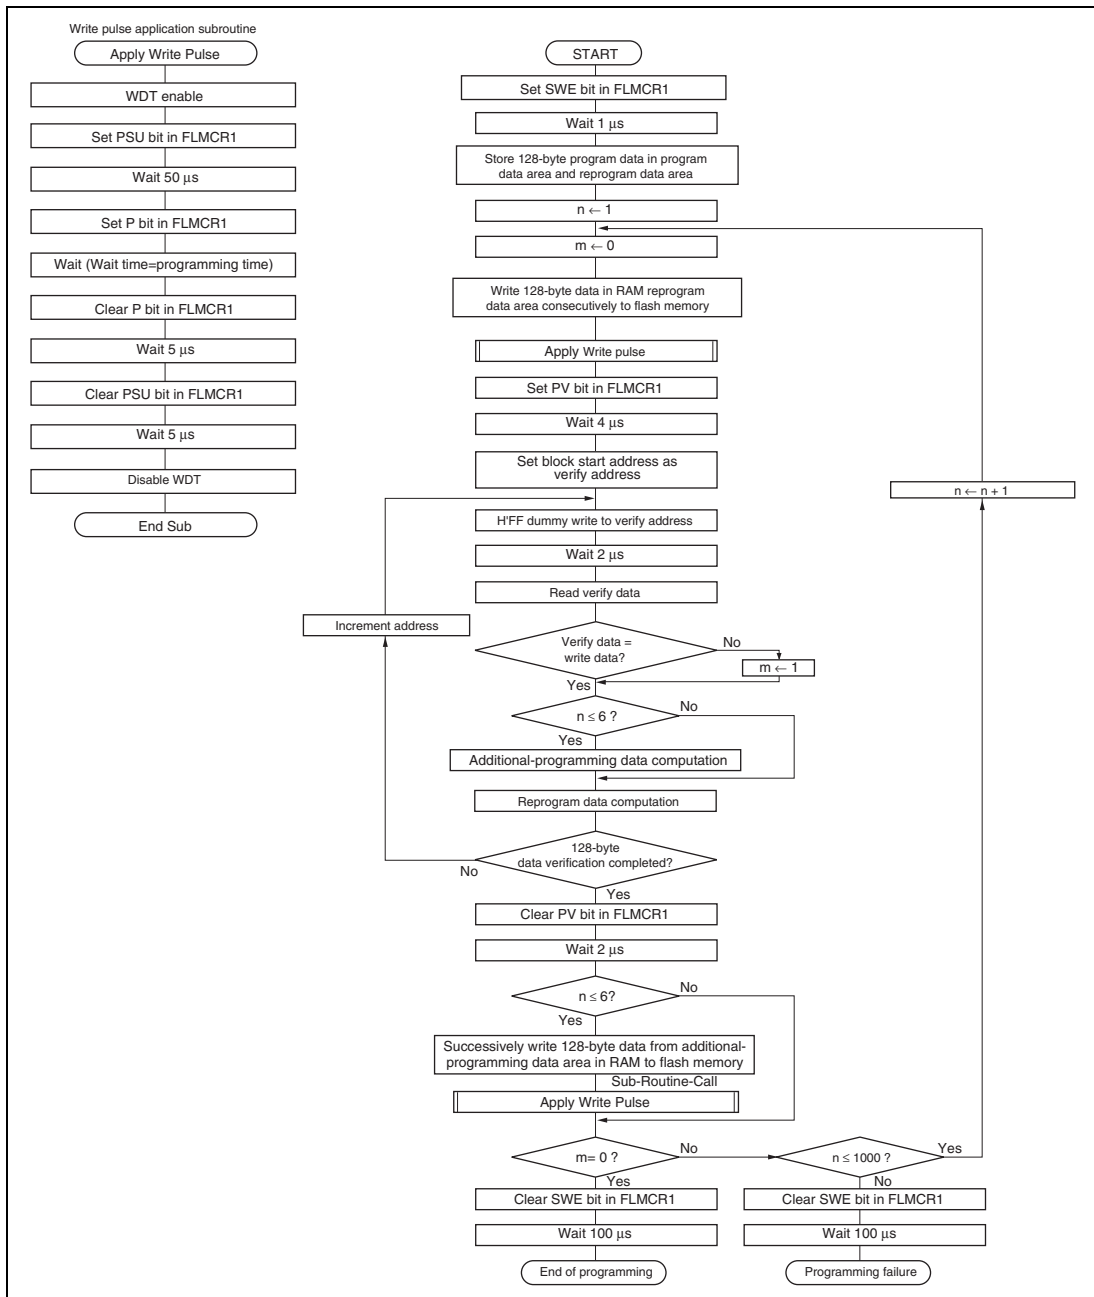 Write pulse application subroutine
Apply Write Pulse
WDT enable
Set PSU bit in FLMCR1
Wait 50 µs
Set P bit in FLMCR1
Wait (Wait time=programming time)
Clear P bit in FLMCR1
Wait 5 µs
Clear PSU bit in FLMCR1
Wait 5 µs
Disable WDT
End Sub
START
Set SWE bit in FLMCR1
Wait 1 µs
Store 128-byte program data in program
data area and reprogram data area
n ← 1
m ← 0
Write 128-byte data in RAM reprogram
data area consecutively to flash memory
Apply Write pulse
Set PV bit in FLMCR1
Wait 4 µs
Set block start address as
verify address
n ← n + 1
H'FF dummy write to verify address
Wait 2 µs
Read verify data
Increment address
Verify data =
write data?
No
m ← 1
Yes
n ≤ 6 ?
No
Yes
Additional-programming data computation
Reprogram data computation
128-byte
data verification completed?
No
Yes
Clear PV bit in FLMCR1
Wait 2 µs
n ≤ 6?
No
Yes
Successively write 128-byte data from additional-
programming data area in RAM to flash memory
Sub-Routine-Call
Apply Write Pulse
m= 0 ?
No
n ≤ 1000 ?
Yes
Yes
No
Clear SWE bit in FLMCR1
Clear SWE bit in FLMCR1
Wait 100 µs
Wait 100 µs
End of programming
Programming failure